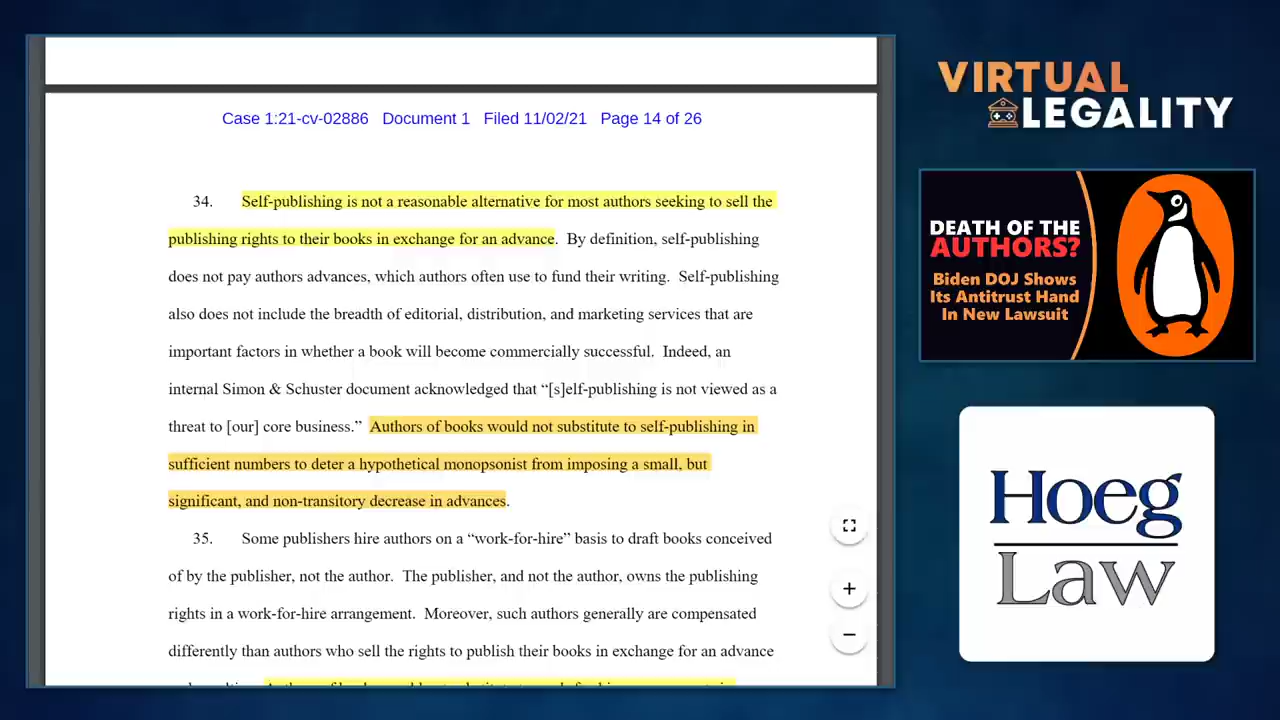 Case 1:21-cv-02886 Document 1 Filed 11/02/21 Page 14 of 26
34. Self-publishing is not a reasonable alternative for most authors seeking to sell the
publishing rights to their books in exchange for an advance. By definition, self-publishing
does not pay authors advances, which authors often use to fund their writing. Self-publishing
also does not include the breadth of editorial, distribution, and marketing services that are
important factors in whether a book will become commercially successful. Indeed, an
internal Simon & Schuster document acknowledged that “[s]elf-publishing is not viewed as a
threat to [our] core business.” Authors of books would not substitute to self-publishing in
sufficient numbers to deter a hypothetical monopsonist from imposing a small, but
significant, and non-transitory decrease in advances.
35. Some publishers hire authors on a “work-for-hire” basis to draft books conceived
of by the publisher, not the author. The publisher, and not the author, owns the publishing
rights in a work-for-hire arrangement. Moreover, such authors generally are compensated
differently than authors who sell the rights to publish their books in exchange for an advance
VIRTUAL
LEGALITY
DEATH OF THE
AUTHORS?
Biden DOJ Shows
Its Antitrust Hand
In New Lawsuit
Hoeg
Law